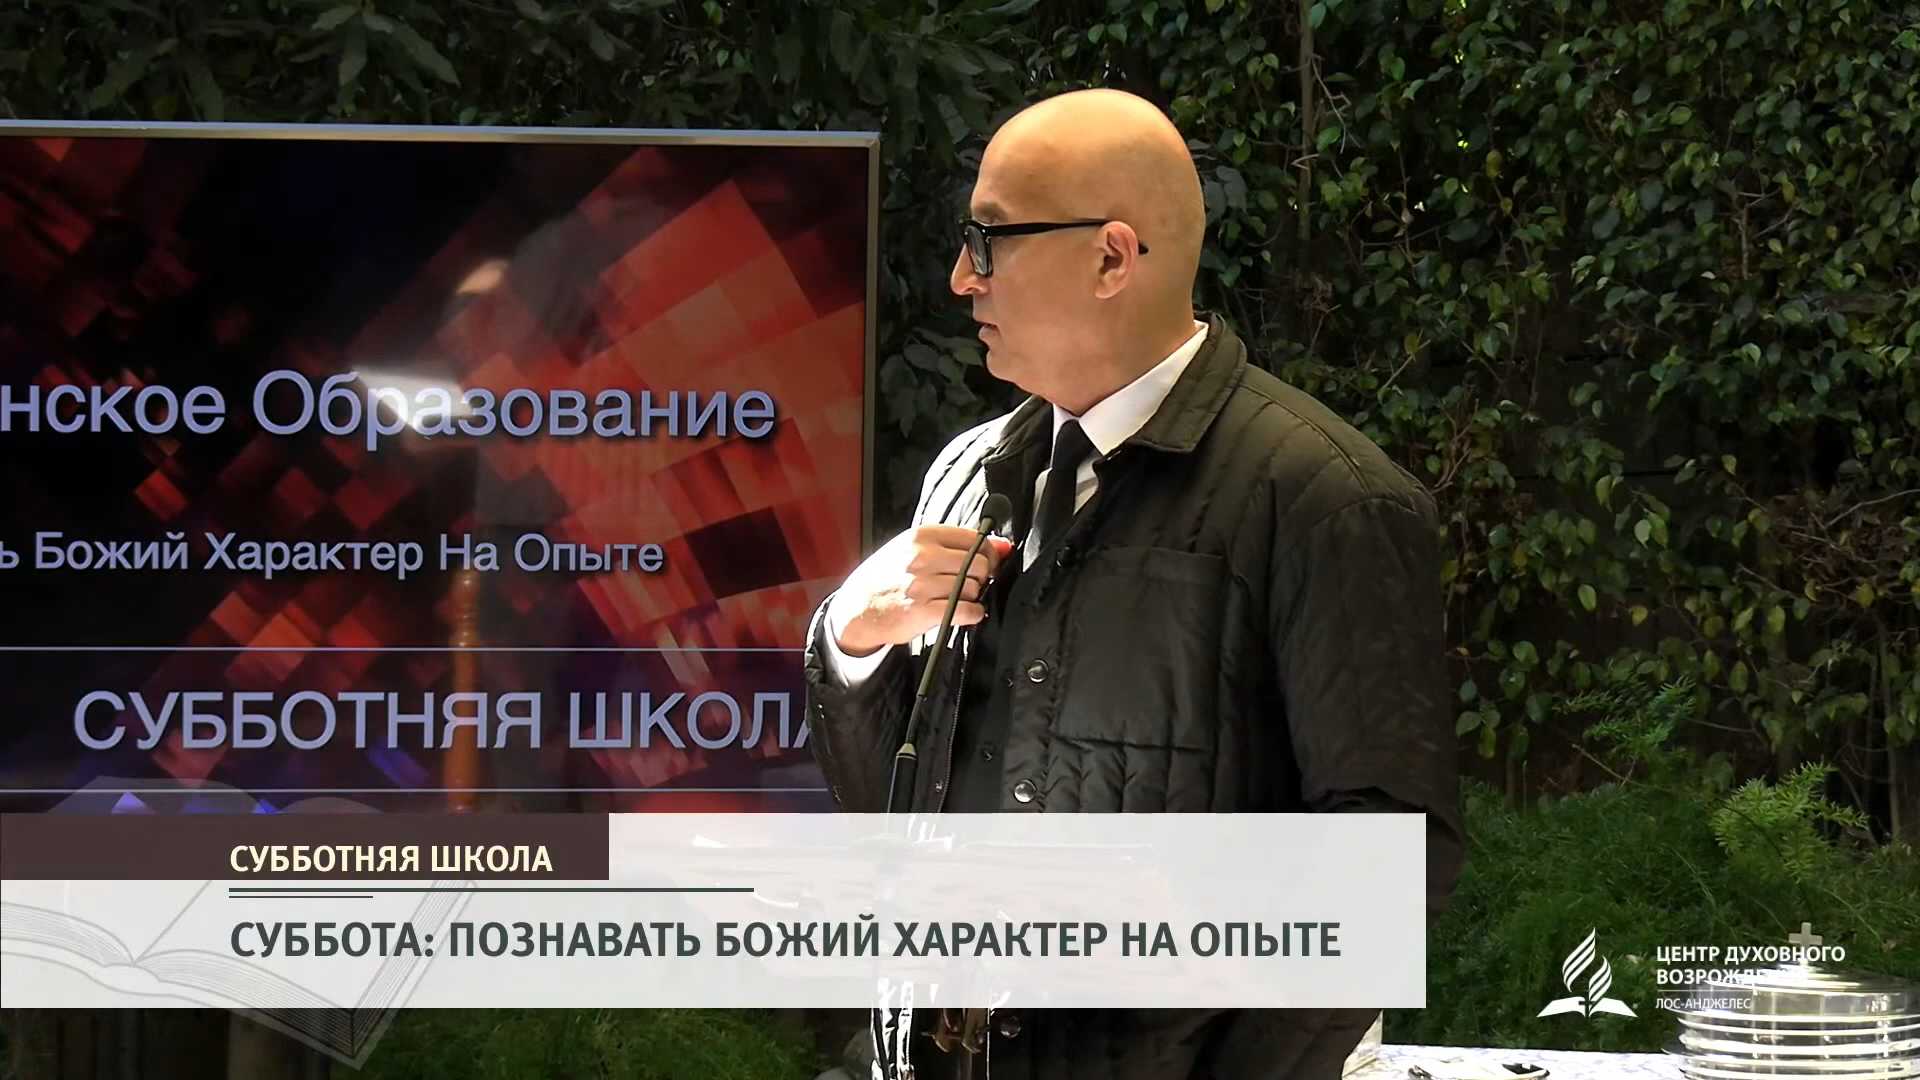 нское Образование
ь Божий Характер На Опыте
СУББОТНЯЯ ШКОЛА
СУББОТНЯЯ ШКОЛА
СУББОТА: ПОЗНАВАТЬ БОЖИЙ ХАРАКТЕР НА ОПЫТЕ
ЦЕНТР ДУХОВНОГО
ВОЗРОЖДЕНИЯ
ЛОС-АНДЖЕЛЕС